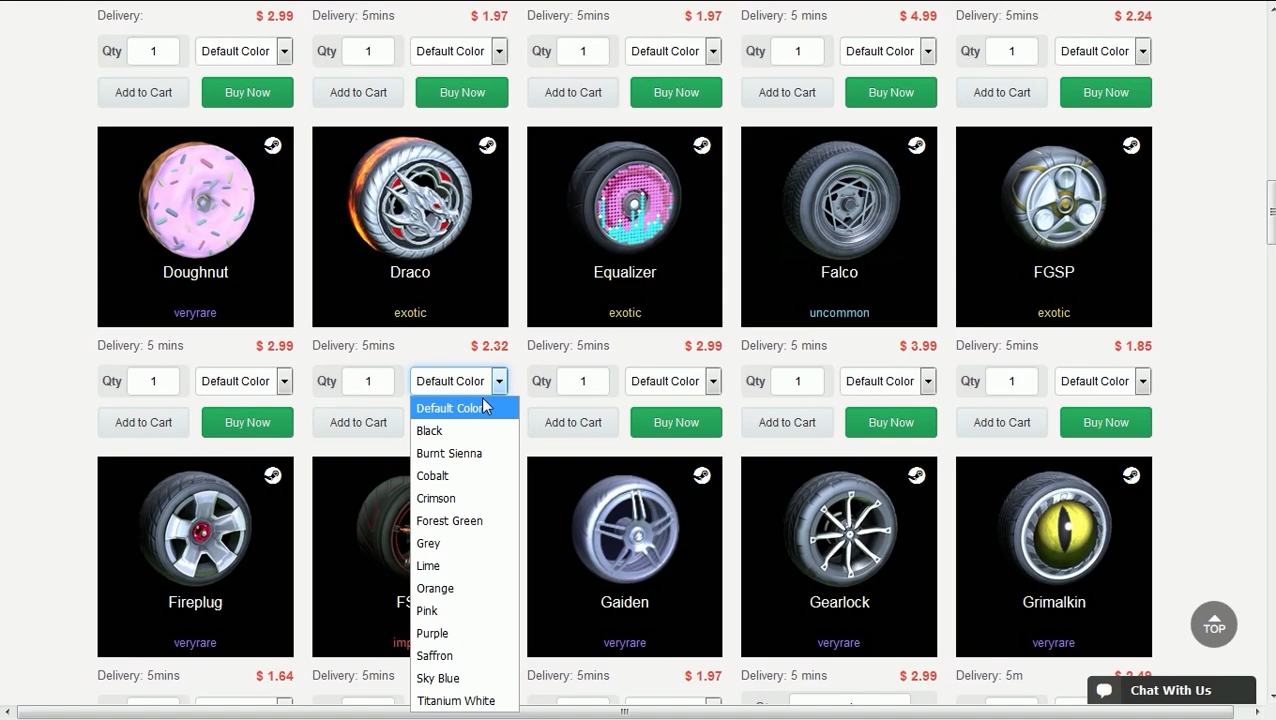 Delivery: $ 2.99 Delivery: 5mins $ 1.97 Delivery: 5mins $ 1.97 Delivery: 5 mins $ 4.99 Delivery: 5mins $ 2.24
Qty 1 Default Color Qty 1 Default Color Qty 1 Default Color Qty 1 Default Color Qty 1 Default Color
Add to Cart Buy Now Add to Cart Buy Now Add to Cart Buy Now Add to Cart Buy Now Add to Cart Buy Now
Doughnut Draco Equalizer Falco FGSP
veryrare exotic exotic uncommon exotic
Delivery: 5 mins $ 2.99 Delivery: 5mins $ 2.32 Delivery: 5mins $ 2.99 Delivery: 5mins $ 3.99 Delivery: 5mins $ 1.85
Qty 1 Default Color Qty 1 Default Color Qty 1 Default Color Qty 1 Default Color Qty 1 Default Color
Add to Cart Buy Now Add to Cart Add to Cart Buy Now Add to Cart Buy Now Add to Cart Buy Now
Default Color
Black
Burnt Sienna
Cobalt
Crimson
Forest Green
Grey
Lime
Orange
Pink
Purple
Saffron
Sky Blue
Titanium White
Fireplug FS Gaiden Gearlock Grimalkin
veryrare imp veryrare veryrare veryrare
Delivery: 5mins $ 1.64 Delivery: 5mins Delivery: 5mins $ 1.97 Delivery: 5mins $ 2.99 Delivery: 5m
TOP
Chat With Us